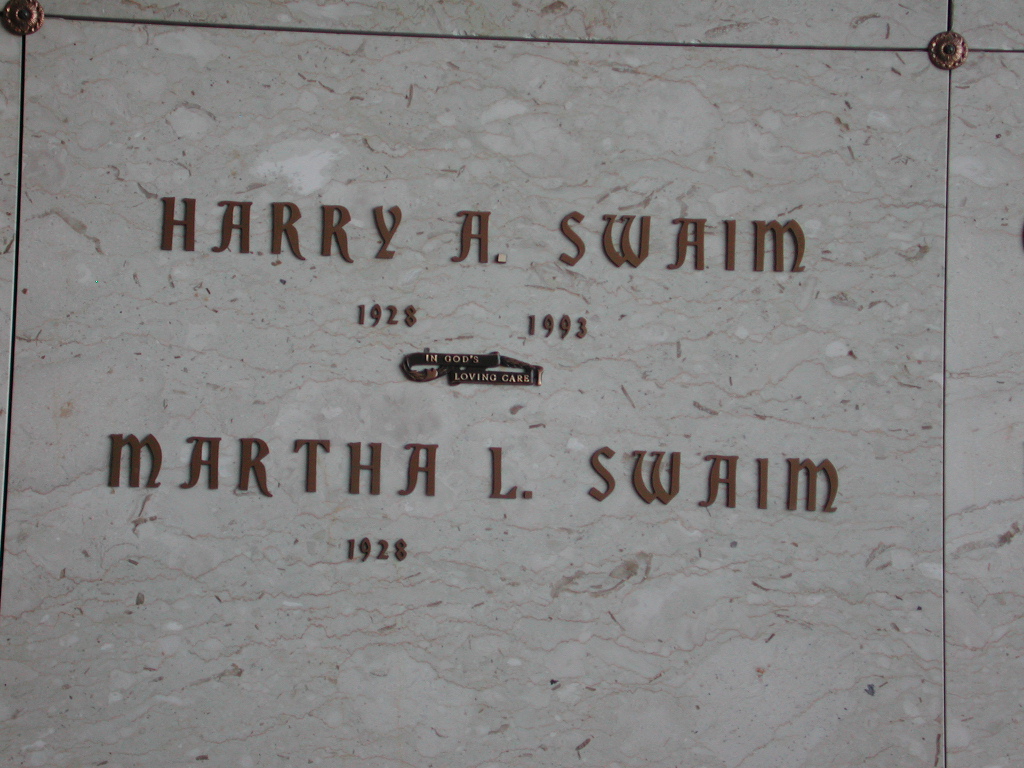 HARRY A. SWAIM
1928 1993
IN GOD'S
LOVING CARE
MARTHA L. SWAIM
1928